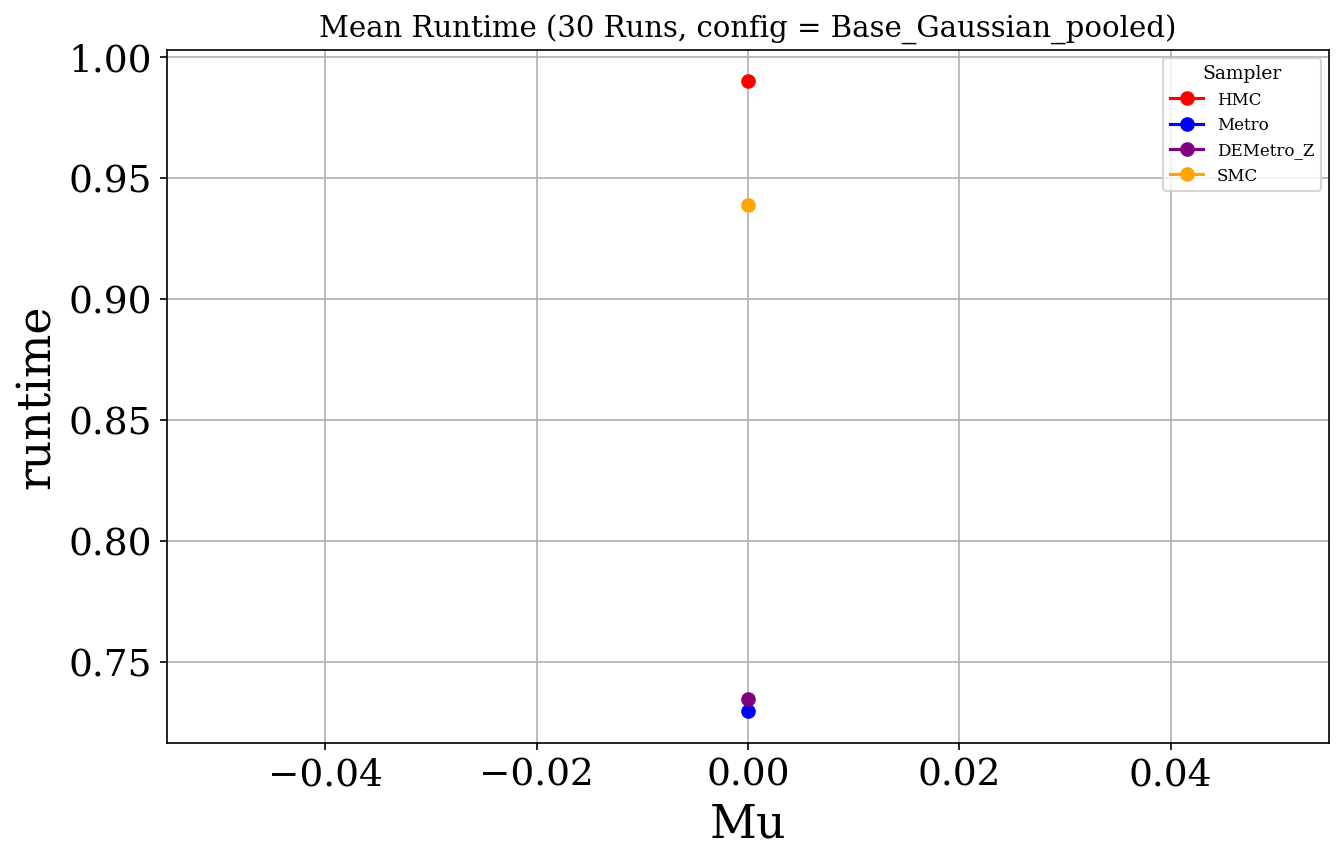 Mean Runtime (30 Runs, config = Base_Gaussian_pooled)
1.00
0.95
0.90
0.85
0.80
0.75
runtime
Sampler
HMC
Metro
DEMetro_Z
SMC
−0.04
−0.02
0.00
0.02
0.04
Mu